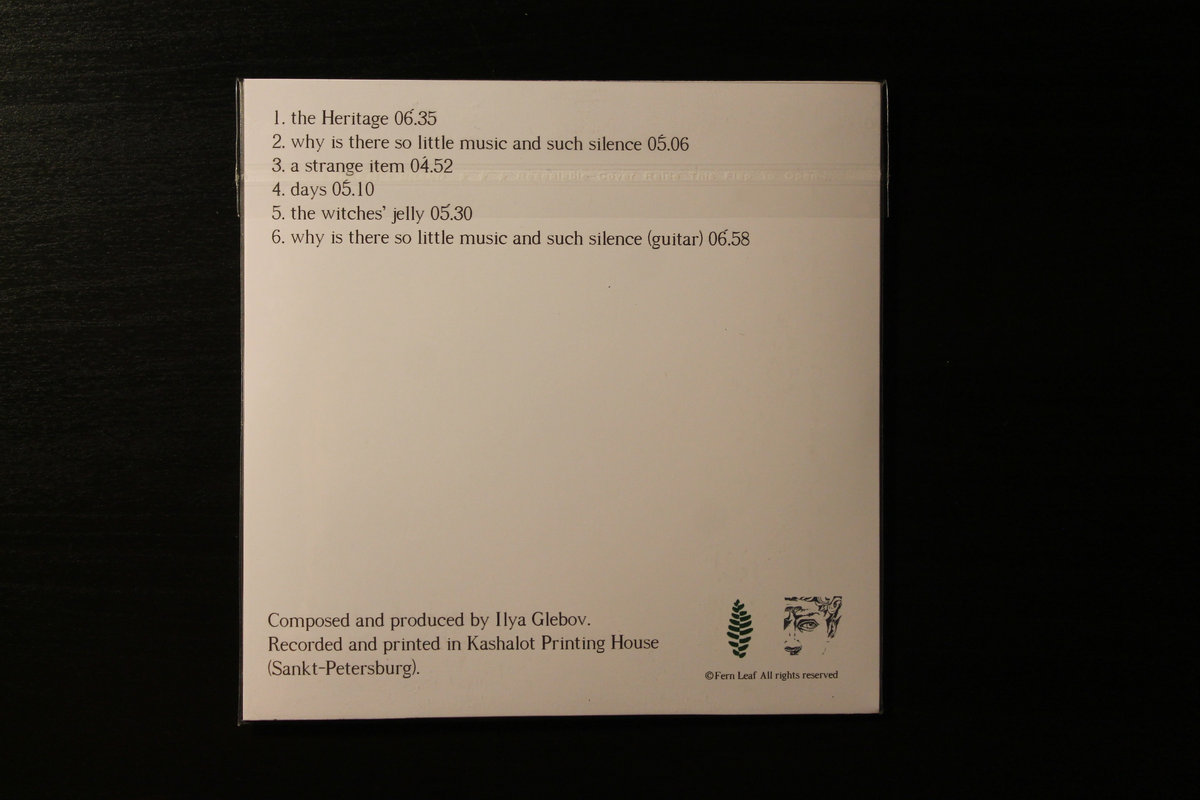 1. the Heritage 06́.35
2. why is there so little music and such silence 05́.06
3. a strange item 04́.52
4. days 05́.10
5. the witches’ jelly 05́.30
6. why is there so little music and such silence (guitar) 06́.58
Composed and produced by Ilya Glebov.
Recorded and printed in Kashalot Printing House
(Sankt-Petersburg).
©Fern Leaf All rights reserved